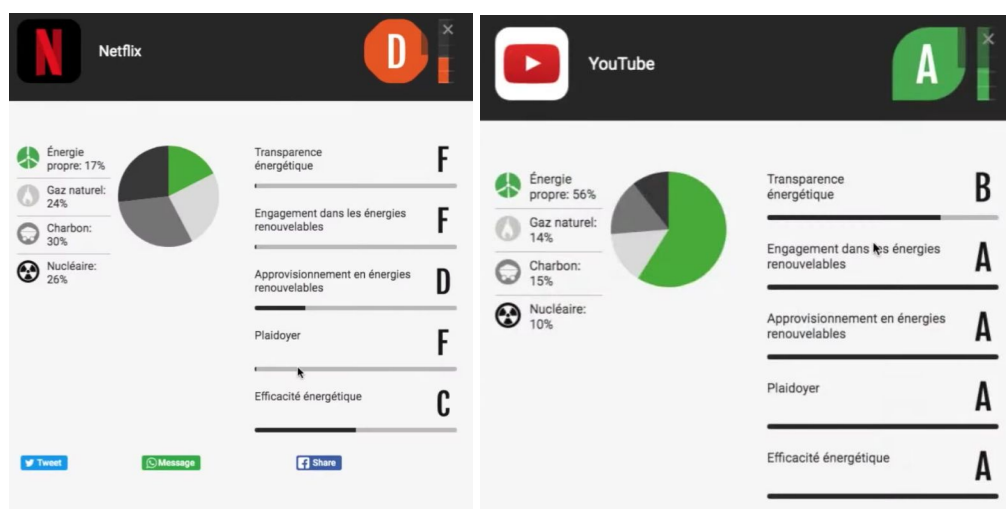 N
Netflix
D
×
Énergie
propre: 17%
Gaz naturel:
24%
Charbon:
30%
Nucléaire:
26%
Transparence
énergétique
F
Engagement dans les énergies
renouvelables
F
Approvisionnement en énergies
renouvelables
D
Plaidoyer
F
Efficacité énergétique
C
Tweet
Message
Share
YouTube
A
×
Énergie
propre: 56%
Gaz naturel:
14%
Charbon:
15%
Nucléaire:
10%
Transparence
énergétique
B
Engagement dans les énergies
renouvelables
A
Approvisionnement en énergies
renouvelables
A
Plaidoyer
A
Efficacité énergétique
A